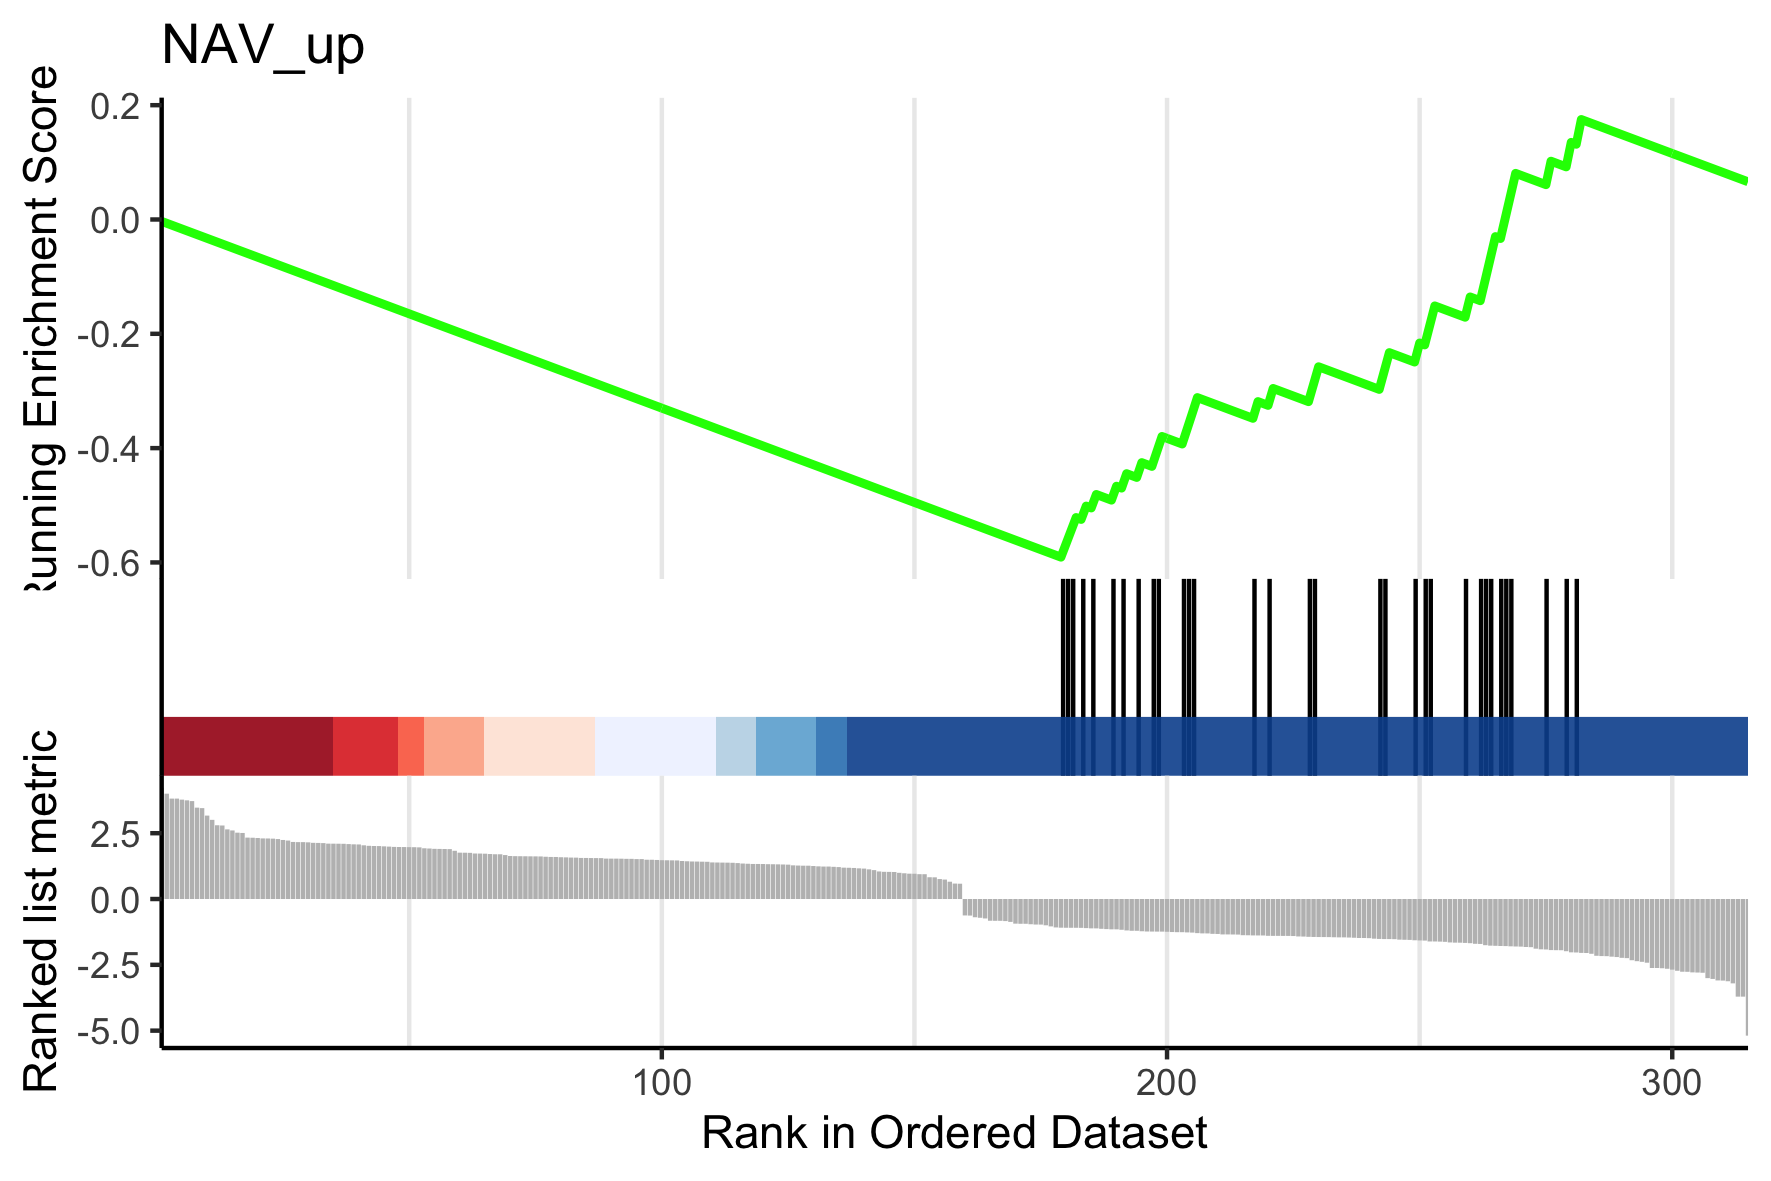 NAV_up
Running Enrichment Score
0.2
0.0
-0.2
-0.4
-0.6
Ranked list metric
2.5
0.0
-2.5
-5.0
100 200 300
Rank in Ordered Dataset